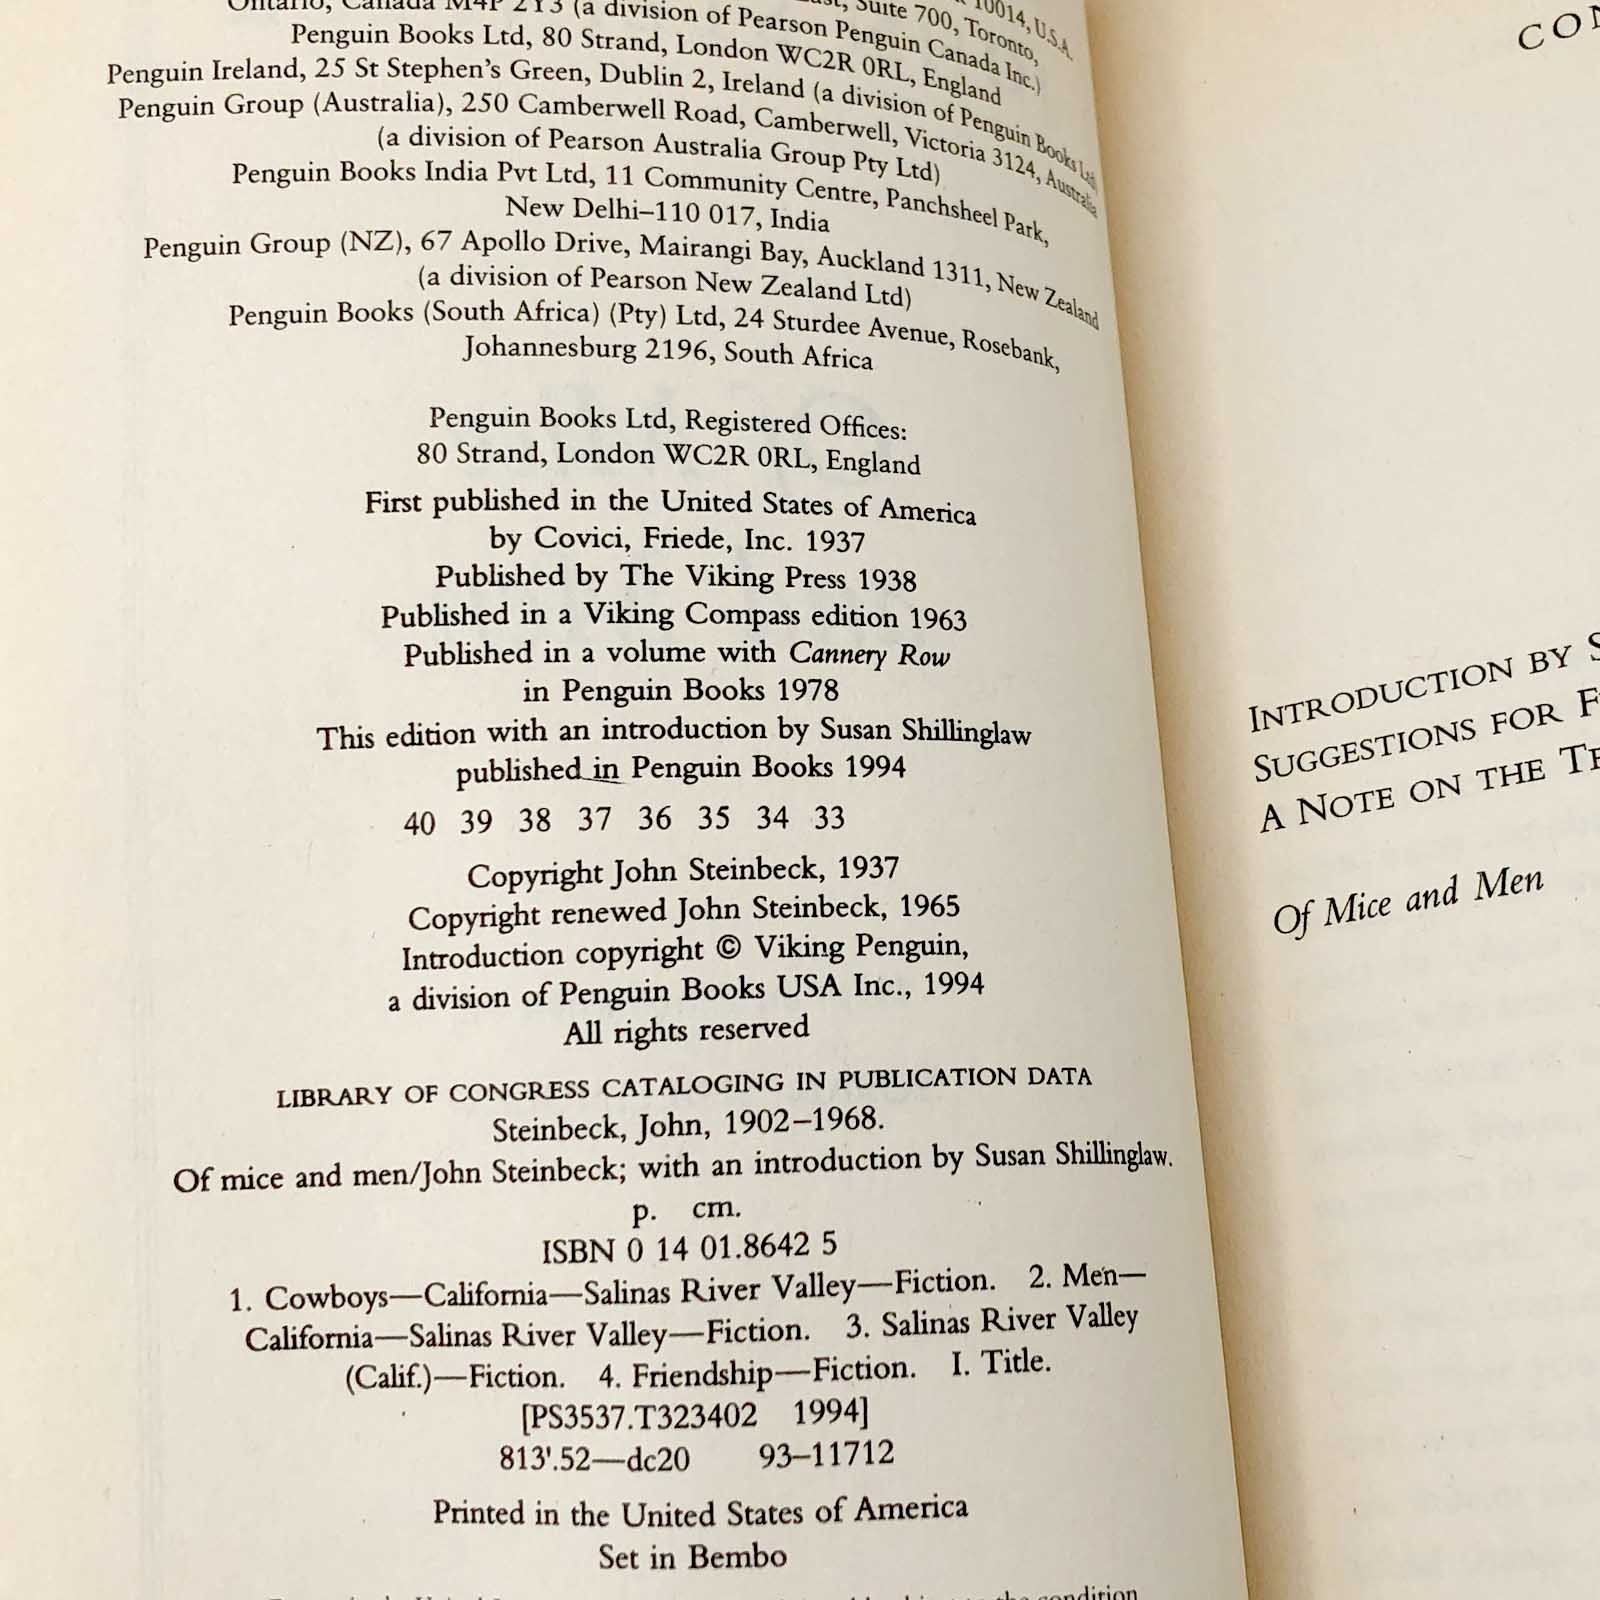 10014, U.S.A.
Ontario, Canada M4P 2Y3 (a division of Pearson Penguin Canada Inc.)
Suite 700, Toronto,
Penguin Books Ltd, 80 Strand, London WC2R 0RL, England
Penguin Ireland, 25 St Stephen's Green, Dublin 2, Ireland (a division of Penguin Books Ltd)
Penguin Group (Australia), 250 Camberwell Road, Camberwell, Victoria 3124, Australia
(a division of Pearson Australia Group Pty Ltd)
Penguin Books India Pvt Ltd, 11 Community Centre, Panchsheel Park,
New Delhi–110 017, India
Penguin Group (NZ), 67 Apollo Drive, Mairangi Bay, Auckland 1311, New Zealand
(a division of Pearson New Zealand Ltd)
Penguin Books (South Africa) (Pty) Ltd, 24 Sturdee Avenue, Rosebank,
Johannesburg 2196, South Africa
Penguin Books Ltd, Registered Offices:
80 Strand, London WC2R 0RL, England
First published in the United States of America
by Covici, Friede, Inc. 1937
Published by The Viking Press 1938
Published in a Viking Compass edition 1963
Published in a volume with Cannery Row
in Penguin Books 1978
This edition with an introduction by Susan Shillinglaw
published in Penguin Books 1994
40 39 38 37 36 35 34 33
Copyright John Steinbeck, 1937
Copyright renewed John Steinbeck, 1965
Introduction copyright © Viking Penguin,
a division of Penguin Books USA Inc., 1994
All rights reserved
LIBRARY OF CONGRESS CATALOGING IN PUBLICATION DATA
Steinbeck, John, 1902–1968.
Of mice and men/John Steinbeck; with an introduction by Susan Shillinglaw.
p. cm.
ISBN 0 14 01.8642 5
1. Cowboys—California—Salinas River Valley—Fiction. 2. Men—
California—Salinas River Valley—Fiction. 3. Salinas River Valley
(Calif.)—Fiction. 4. Friendship—Fiction. I. Title.
[PS3537.T323402 1994]
813'.52—dc20 93–11712
Printed in the United States of America
Set in Bembo
condition
CON
INTRODUCTION BY S
SUGGESTIONS FOR F
A NOTE ON THE TE
Of Mice and Men